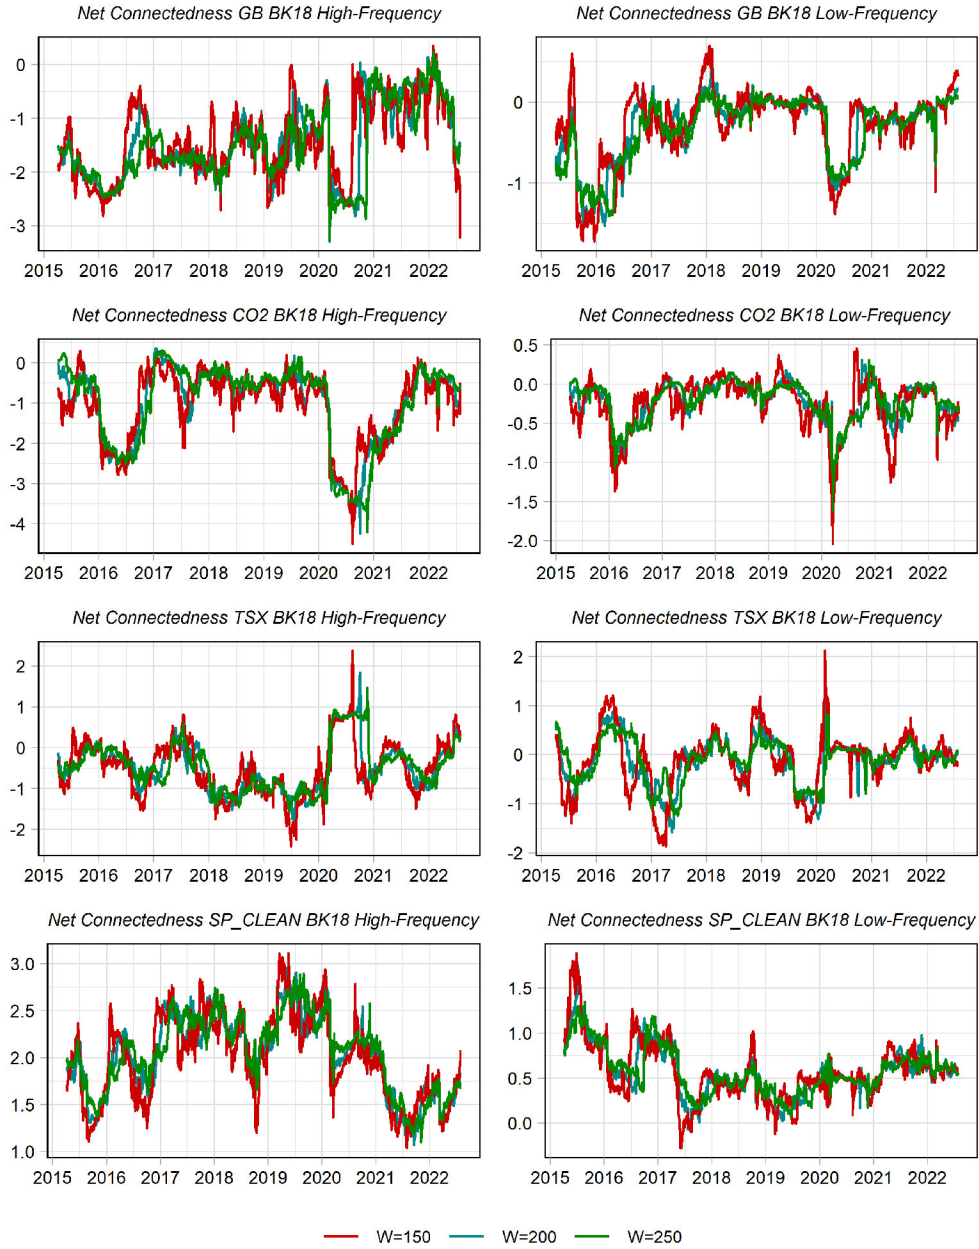 Net Connectedness GB BK18 High-Frequency
0
-1
-2
-3
2015 2016 2017 2018 2019 2020 2021 2022
Net Connectedness GB BK18 Low-Frequency
0
-1
2015 2016 2017 2018 2019 2020 2021 2022
Net Connectedness CO2 BK18 High-Frequency
0
-1
-2
-3
-4
2015 2016 2017 2018 2019 2020 2021 2022
Net Connectedness CO2 BK18 Low-Frequency
0.5
0.0
-0.5
-1.0
-1.5
-2.0
2015 2016 2017 2018 2019 2020 2021 2022
Net Connectedness TSX BK18 High-Frequency
2
1
0
-1
-2
2015 2016 2017 2018 2019 2020 2021 2022
Net Connectedness TSX BK18 Low-Frequency
2
1
0
-1
-2
2015 2016 2017 2018 2019 2020 2021 2022
Net Connectedness SP_CLEAN BK18 High-Frequency
3.0
2.5
2.0
1.5
1.0
2015 2016 2017 2018 2019 2020 2021 2022
Net Connectedness SP_CLEAN BK18 Low-Frequency
1.5
1.0
0.5
0.0
2015 2016 2017 2018 2019 2020 2021 2022
W=150 W=200 W=250